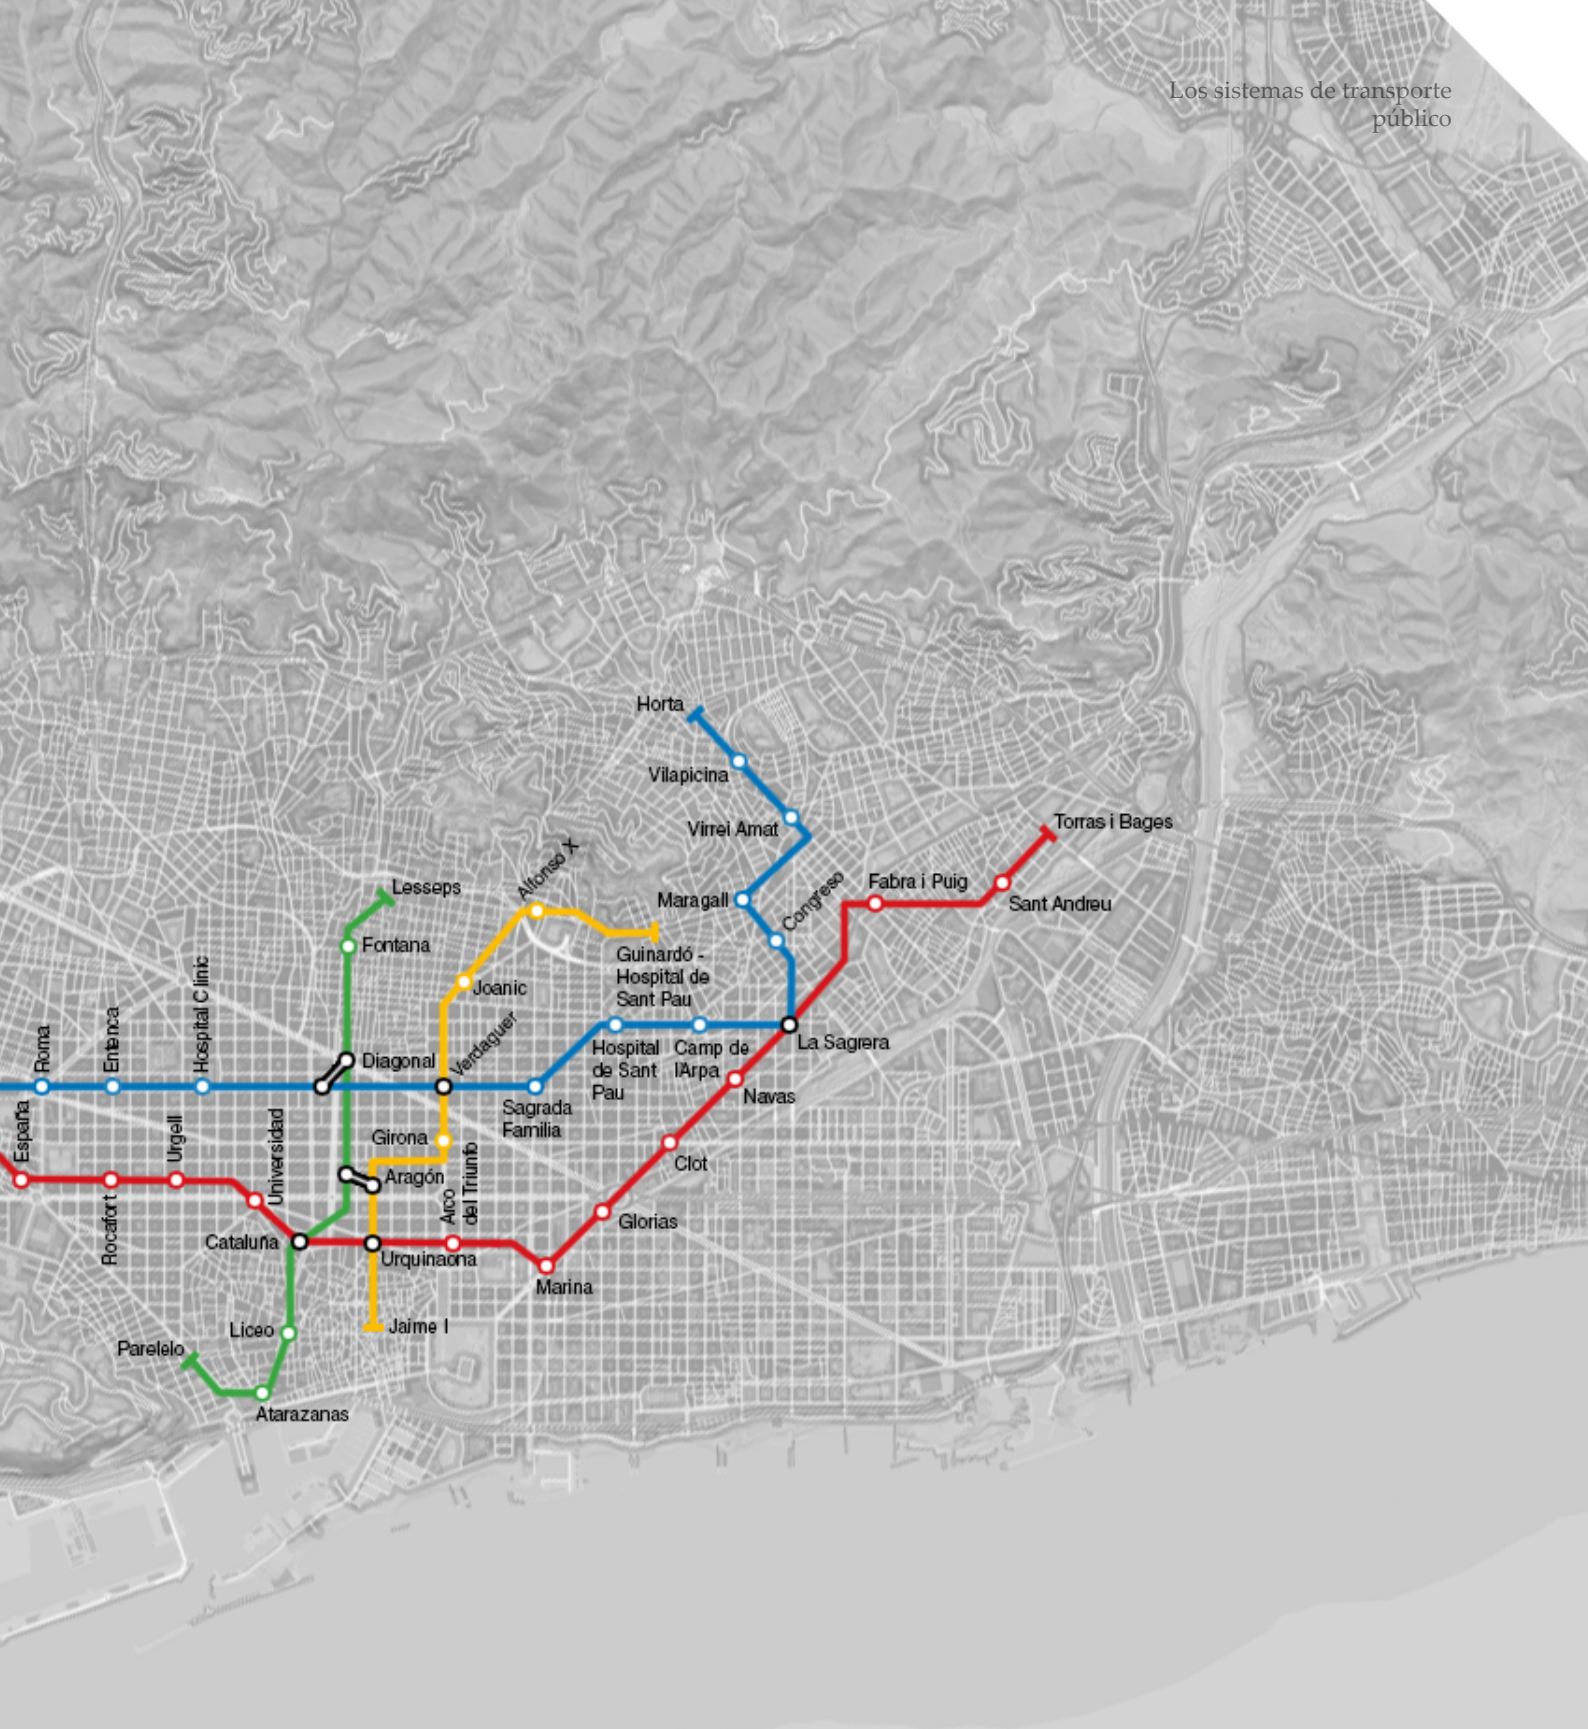 Los sistemas de transporte
público
Horta
Vilapicina
Virrei Amat
Torras i Bages
Alfonso X
Lesseps
Maragall
Congreso
Fabra i Puig
Sant Andreu
Fontana
Guinardó -
Hospital de
Sant Pau
Joanic
Roma
Entenca
Hospital Clinic
Diagonal
Verdaguer
Hospital
de Sant
Pau
Camp de
l'Arpa
La Sagrera
Navas
Sagrada
Familia
España
Urgell
Universidad
Girona
Clot
Aragón
Arco
del Triunfo
Rocafort
Glorias
Cataluña
Urquinaona
Marina
Liceo
Jaime I
Parelelo
Atarazanas